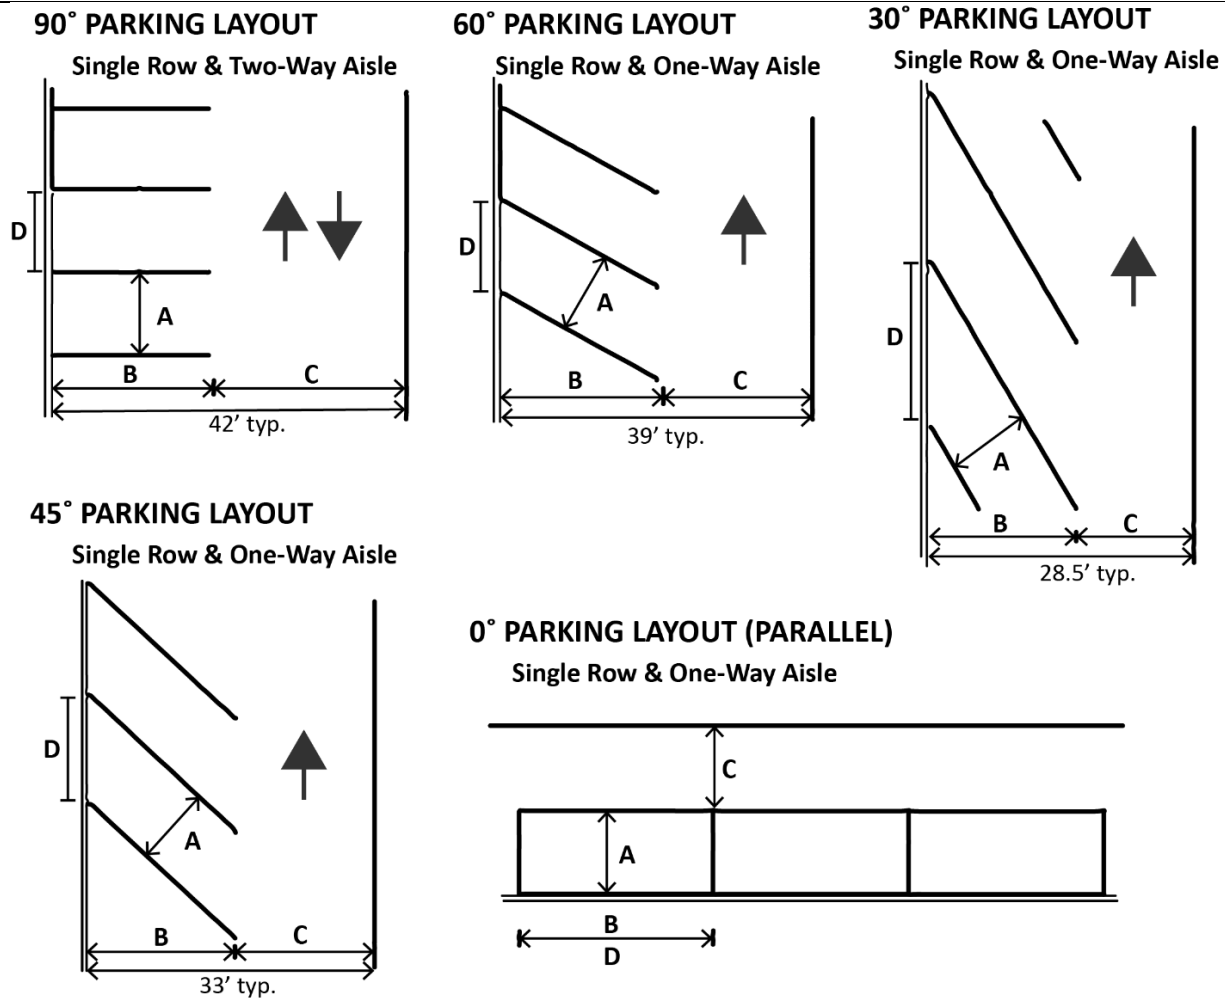 90˚ PARKING LAYOUT
Single Row & Two-Way Aisle
D
A
B
C
42’ typ.
60˚ PARKING LAYOUT
Single Row & One-Way Aisle
D
A
B
C
39’ typ.
30˚ PARKING LAYOUT
Single Row & One-Way Aisle
D
A
B
C
28.5’ typ.
45˚ PARKING LAYOUT
Single Row & One-Way Aisle
D
A
B
C
33’ typ.
0˚ PARKING LAYOUT (PARALLEL)
Single Row & One-Way Aisle
C
A
B
D